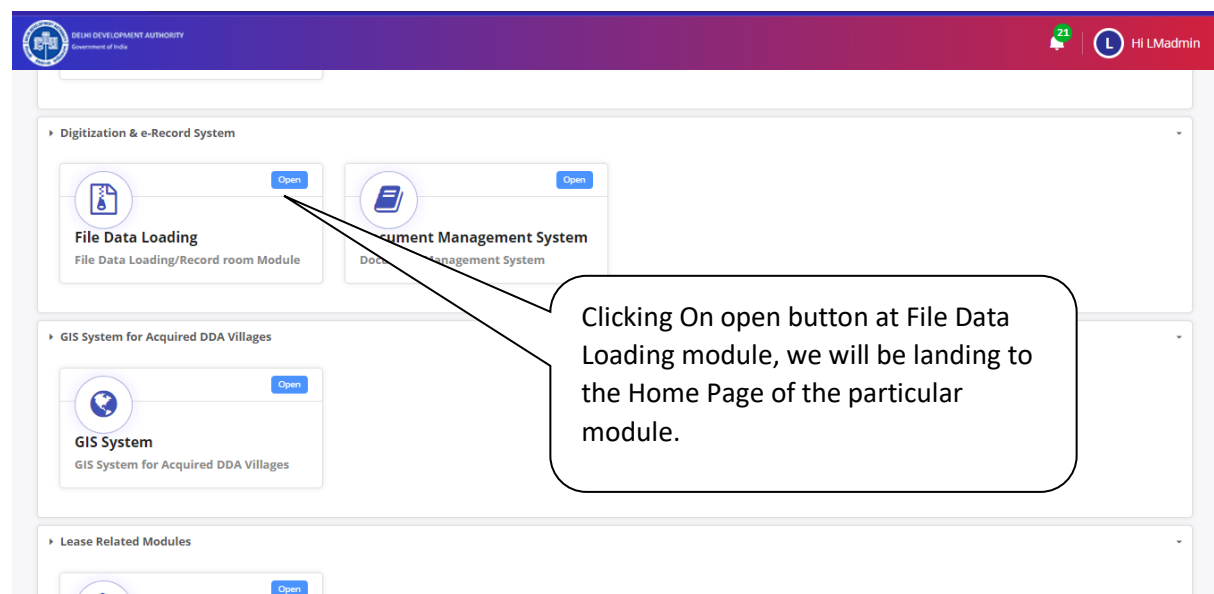 DELHI DEVELOPMENT AUTHORITY
Government of India
21
L
Hi LMadmin
Digitization & e-Record System
Open
Open
File Data Loading
File Data Loading/Record room Module
cument Management System
Doc anagement System
Clicking On open button at File Data
Loading module, we will be landing to
the Home Page of the particular
module.
GIS System for Acquired DDA Villages
Open
GIS System
GIS System for Acquired DDA Villages
Lease Related Modules
Open